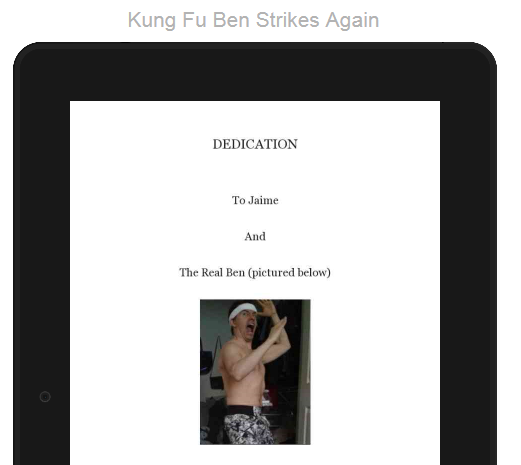 Kung Fu Ben Strikes Again
DEDICATION
To Jaime
And
The Real Ben (pictured below)